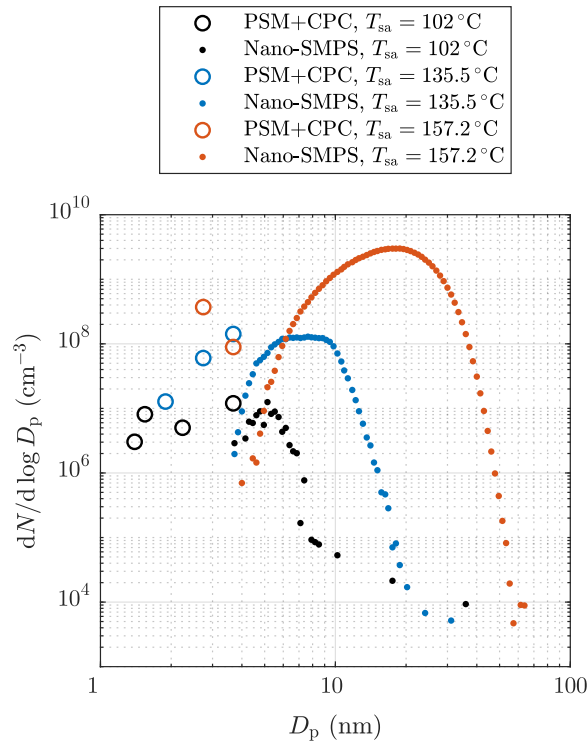 PSM+CPC, T_sa = 102 °C
Nano-SMPS, T_sa = 102 °C
PSM+CPC, T_sa = 135.5 °C
Nano-SMPS, T_sa = 135.5 °C
PSM+CPC, T_sa = 157.2 °C
Nano-SMPS, T_sa = 157.2 °C
10^10
10^8
10^6
10^4
dN/d log D_p (cm^−3)
1 10 100
D_p (nm)